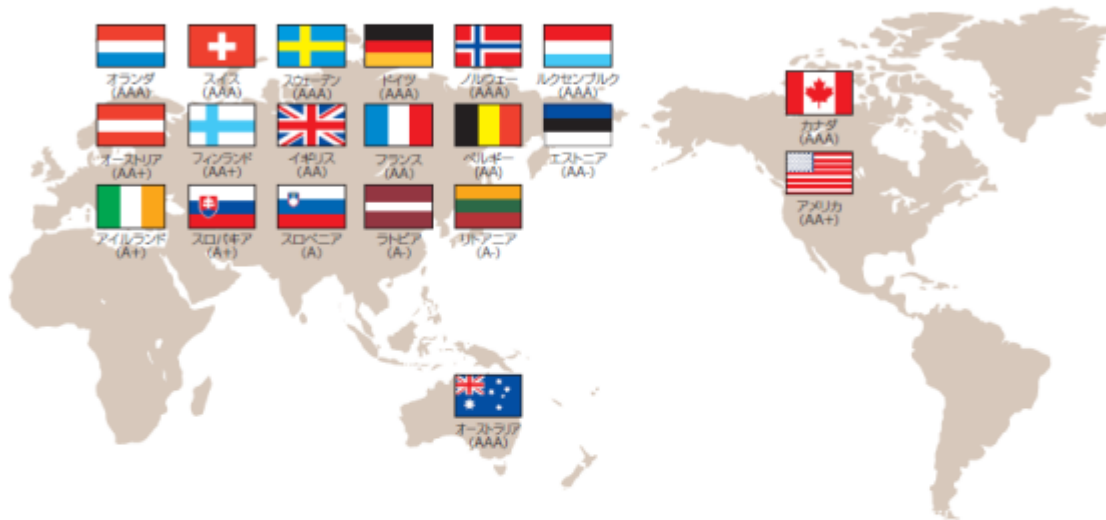 オランダ
(AAA)
スイス
(AAA)
スウェーデン
(AAA)
ドイツ
(AAA)
ノルウェー
(AAA)
ルクセンブルク
(AAA)
オーストリア
(AA+)
フィンランド
(AA+)
イギリス
(AA)
フランス
(AA)
ベルギー
(AA)
エストニア
(AA-)
アイルランド
(A+)
スロバキア
(A+)
スロベニア
(A)
ラトビア
(A-)
リトアニア
(A-)
カナダ
(AAA)
アメリカ
(AA+)
オーストラリア
(AAA)